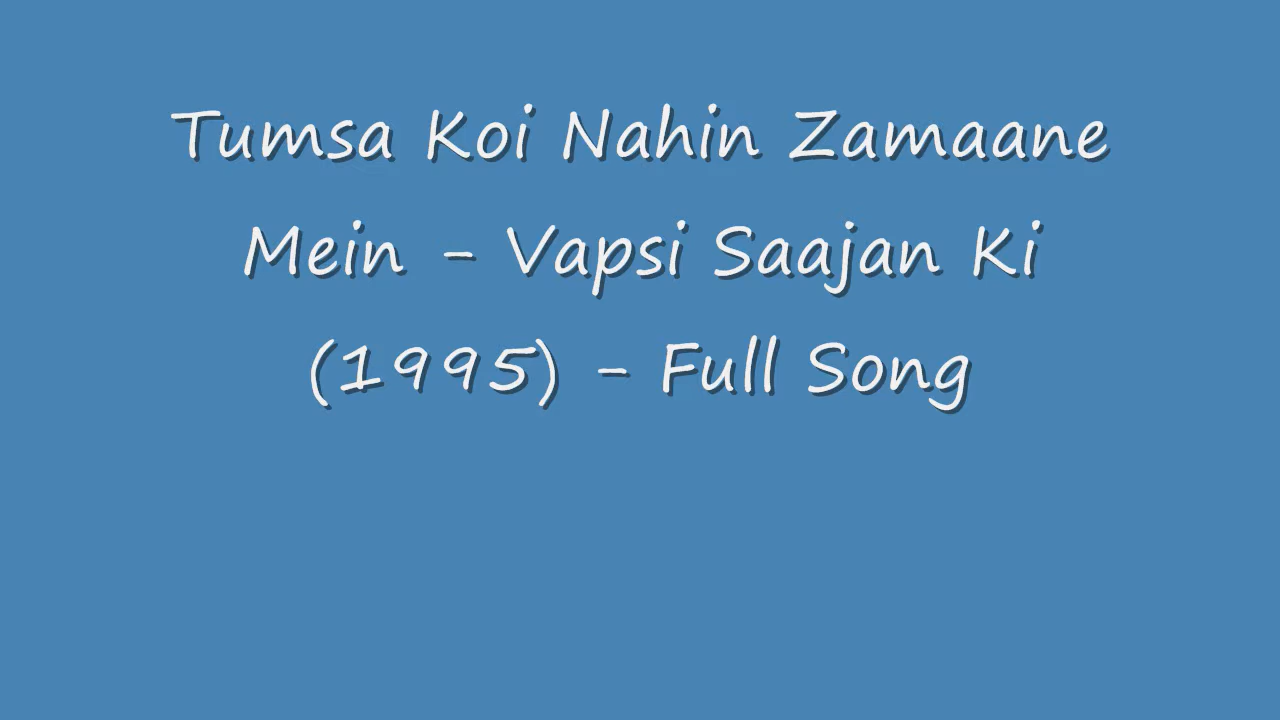 Tumsa Koi Nahin Zamaane
Mein - Vapsi Saajan Ki
(1995) - Full Song